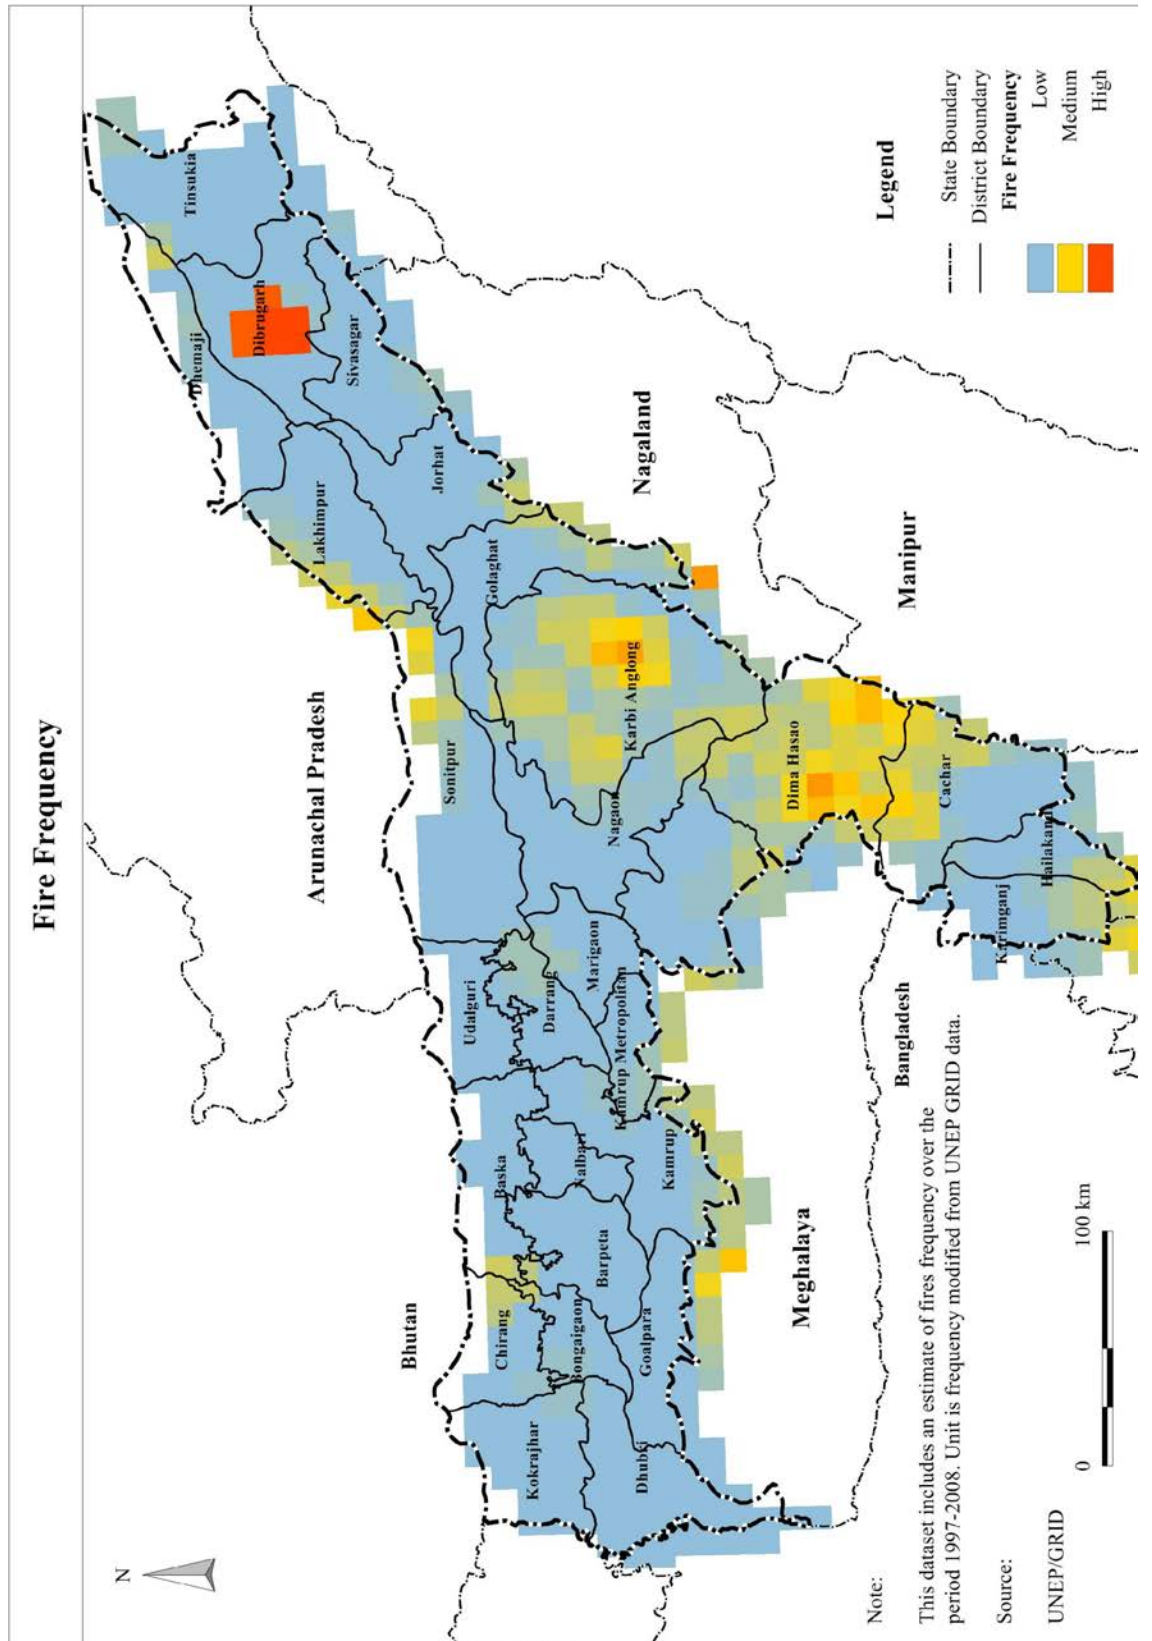 Fire Frequency
N
Bhutan
Arunachal Pradesh
Nagaland
Manipur
Meghalaya
Bangladesh
Tinsukia
Dhemaji
Dibrugarh
Sivasagar
Lakhimpur
Jorhat
Golaghat
Sonitpur
Karbi Anglong
Nagaon
Dima Hasao
Cachar
Hailakandi
Karimganj
Udalguri
Darrang
Marigaon
Kamrup Metropolitan
Baska
Nalbari
Kamrup
Barpeta
Chirang
Bongaigaon
Goalpara
Kokrajhar
Dhubri
Legend
State Boundary
District Boundary
Fire Frequency
Low
Medium
High
Note:
This dataset includes an estimate of fires frequency over the
period 1997-2008. Unit is frequency modified from UNEP GRID data.
Source:
UNEP/GRID
0 100 km